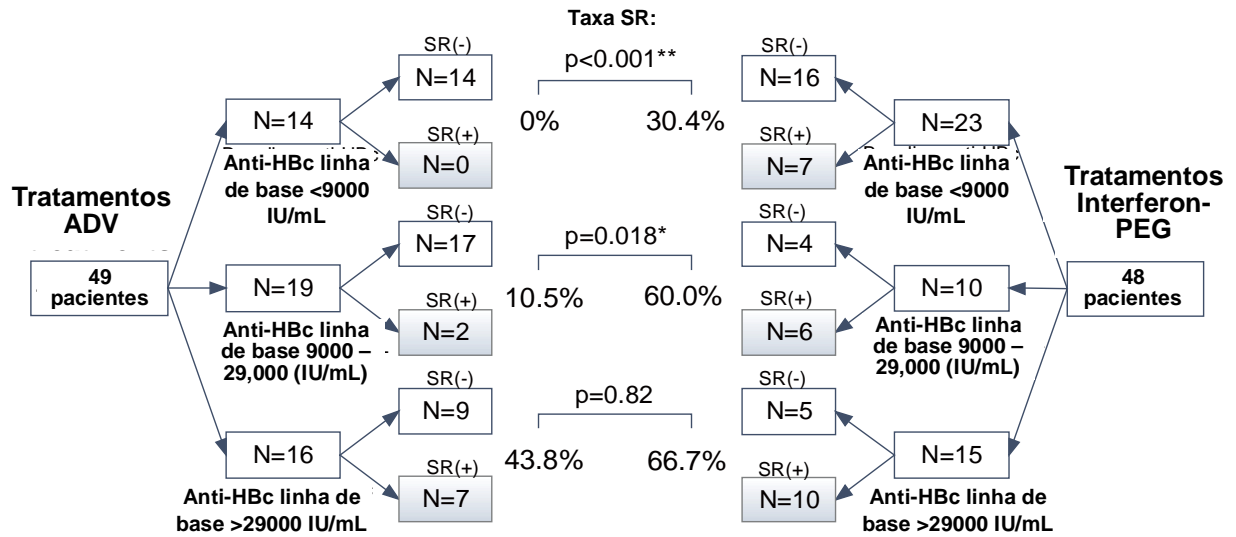 Taxa SR:
SR(-)
N=14
p<0.001**
SR(-)
N=16
N=14
0%
30.4%
N=23
SR(+)
N=0
SR(+)
N=7
Anti-HBc linha
de base <9000
IU/mL
Anti-HBc linha
de base <9000
IU/mL
Tratamentos
ADV
Tratamentos
Interferon-
PEG
SR(-)
N=17
p=0.018*
SR(-)
N=4
49
pacientes
N=19
10.5%
60.0%
N=10
48
pacientes
SR(+)
N=2
SR(+)
N=6
Anti-HBc linha
de base 9000 –
29,000 (IU/mL)
Anti-HBc linha
de base 9000 –
29,000 (IU/mL)
SR(-)
N=9
p=0.82
SR(-)
N=5
N=16
43.8%
66.7%
N=15
SR(+)
N=7
SR(+)
N=10
Anti-HBc linha de
base >29000 IU/mL
Anti-HBc linha de
base >29000 IU/mL